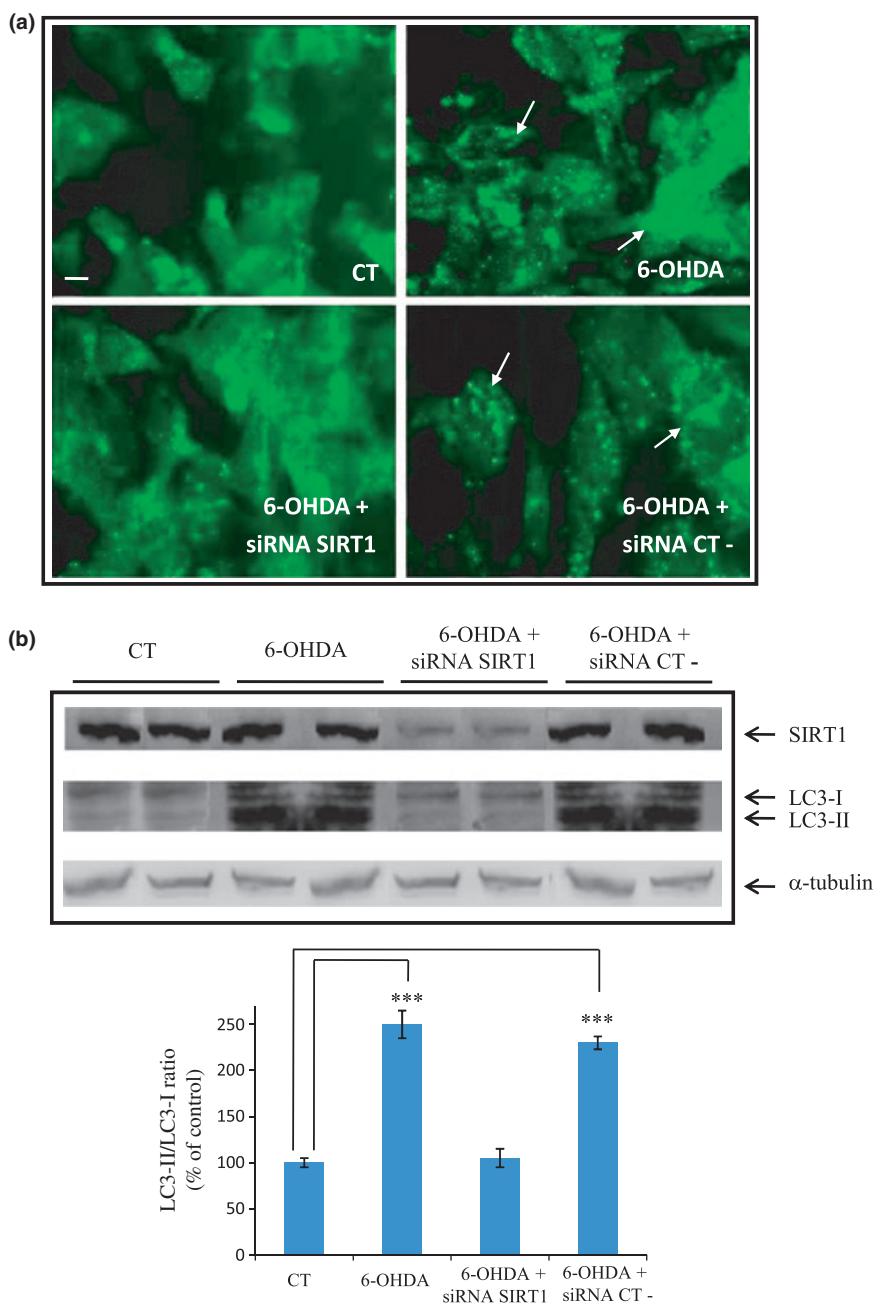 (a)
CT
6-OHDA
6-OHDA +
siRNA SIRT1
6-OHDA +
siRNA CT -
(b)
CT
6-OHDA
6-OHDA +
siRNA SIRT1
6-OHDA +
siRNA CT -
SIRT1
LC3-I
LC3-II
α-tubulin
LC3-II/LC3-I ratio
(% of control)
250
200
150
100
50
0
***
***
CT
6-OHDA
6-OHDA +
siRNA SIRT1
6-OHDA +
siRNA CT -